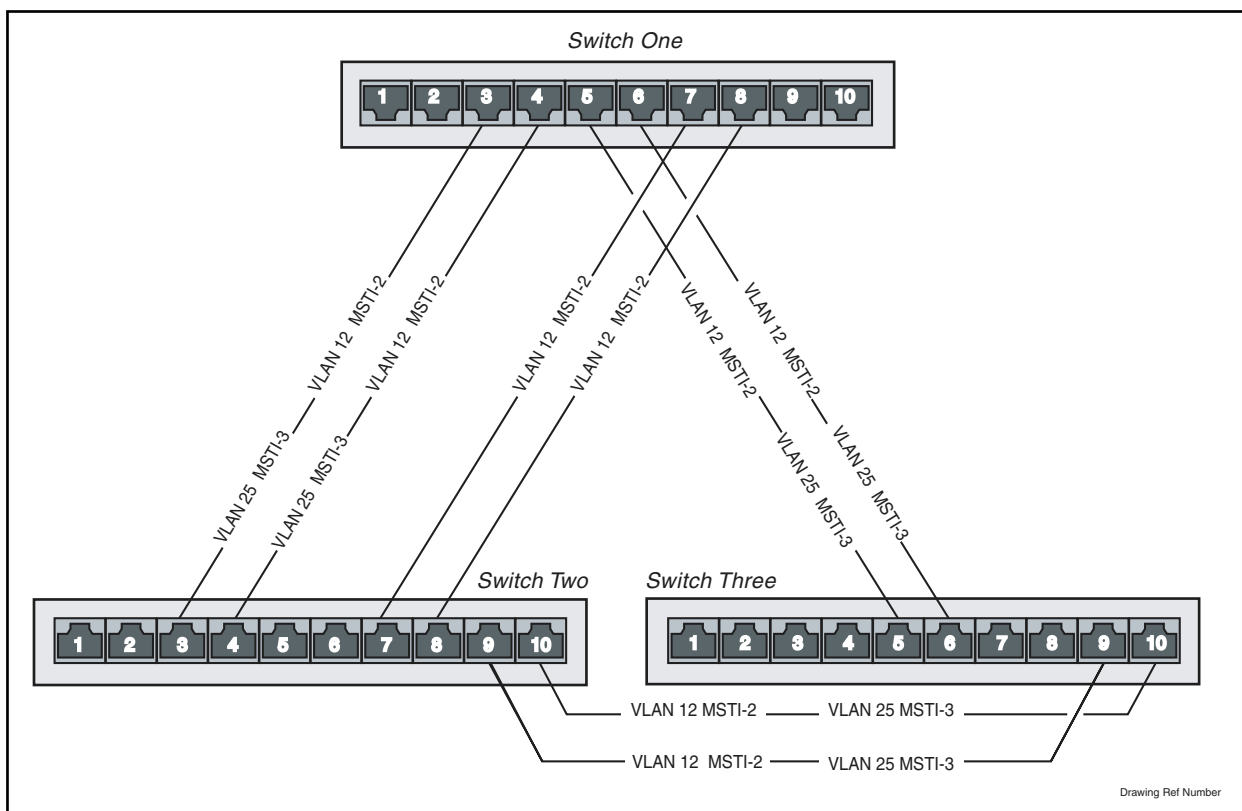 Switch One
1 2 3 4 5 6 7 8 9 10
VLAN 25 MSTI-3 VLAN 12 MSTI-2
VLAN 25 MSTI-3 VLAN 12 MSTI-2
VLAN 12 MSTI-2
VLAN 12 MSTI-2
VLAN 12 MSTI-2 VLAN 25 MSTI-3
VLAN 12 MSTI-2 VLAN 25 MSTI-3
Switch Two
1 2 3 4 5 6 7 8 9 10
Switch Three
1 2 3 4 5 6 7 8 9 10
VLAN 12 MSTI-2 VLAN 25 MSTI-3
VLAN 12 MSTI-2 VLAN 25 MSTI-3
Drawing Ref Number